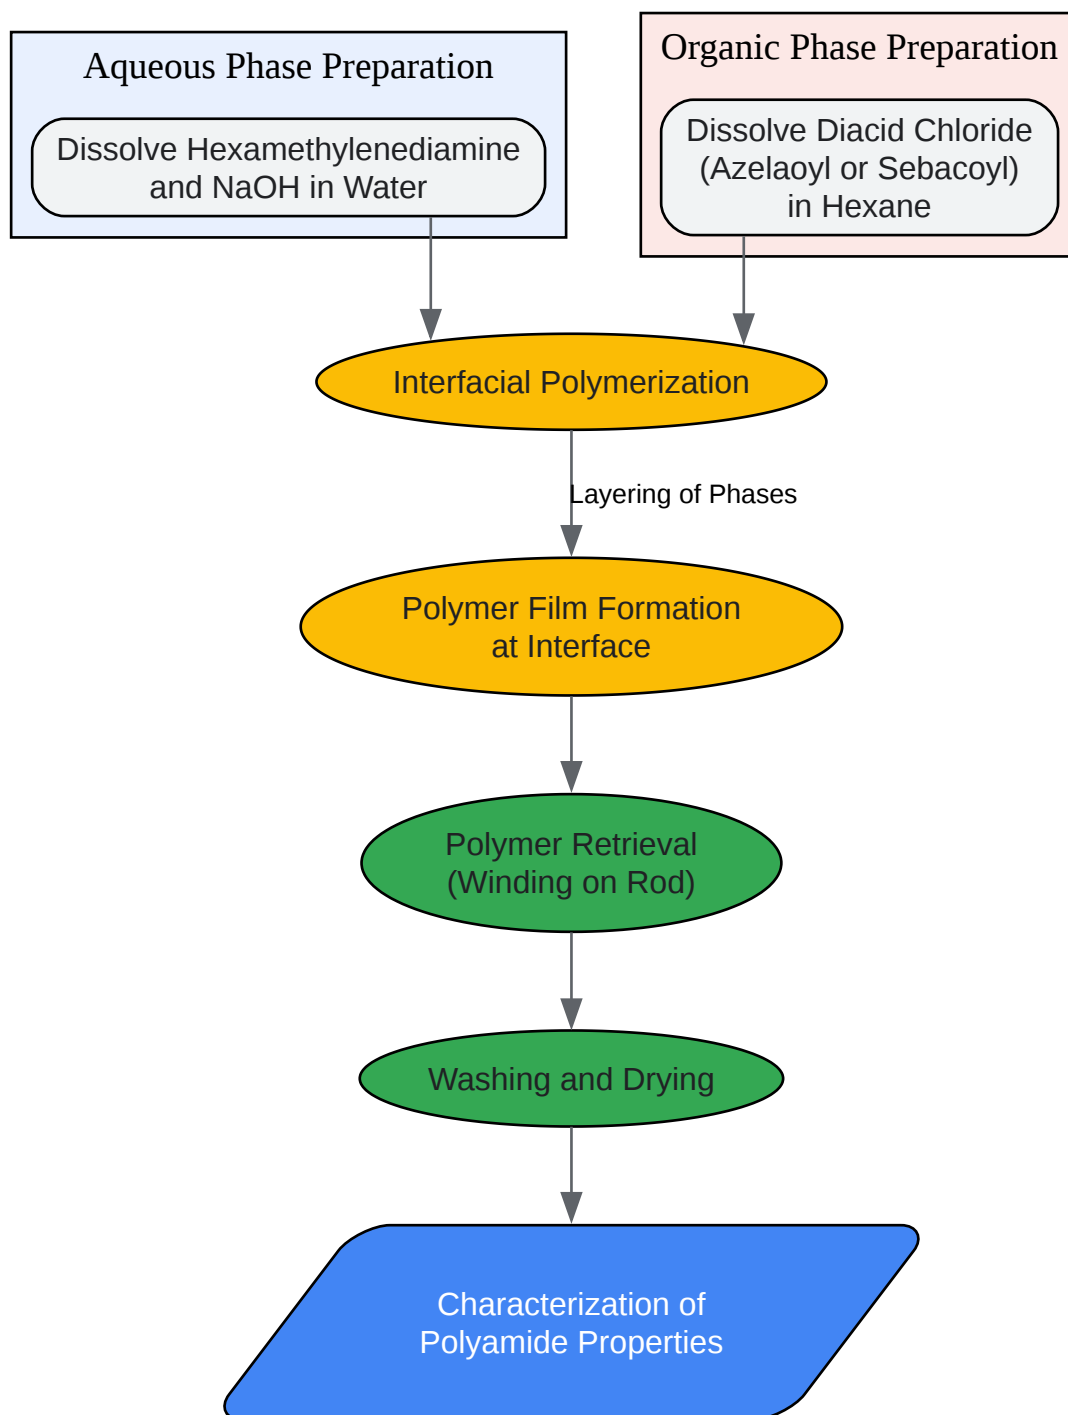 Aqueous Phase Preparation
Dissolve Hexamethylenediamine
and NaOH in Water
Organic Phase Preparation
Dissolve Diacid Chloride
(Azelaoyl or Sebacoyl)
in Hexane
Interfacial Polymerization
Layering of Phases
Polymer Film Formation
at Interface
Polymer Retrieval
(Winding on Rod)
Washing and Drying
Characterization of
Polyamide Properties